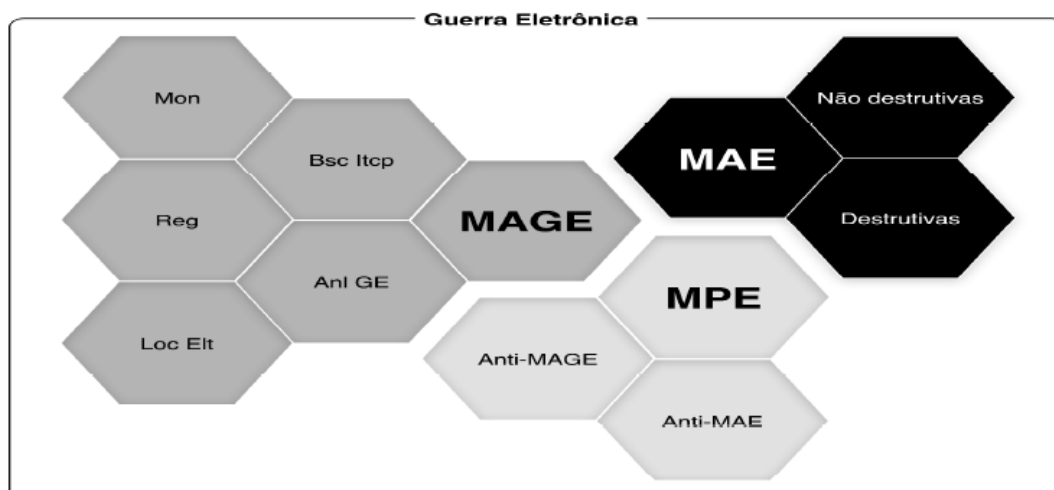 Guerra Eletrônica
Mon
Bsc Itcp
Reg
MAGE
Anl GE
Loc Elt
MAE
Não destrutivas
Destrutivas
MPE
Anti-MAGE
Anti-MAE